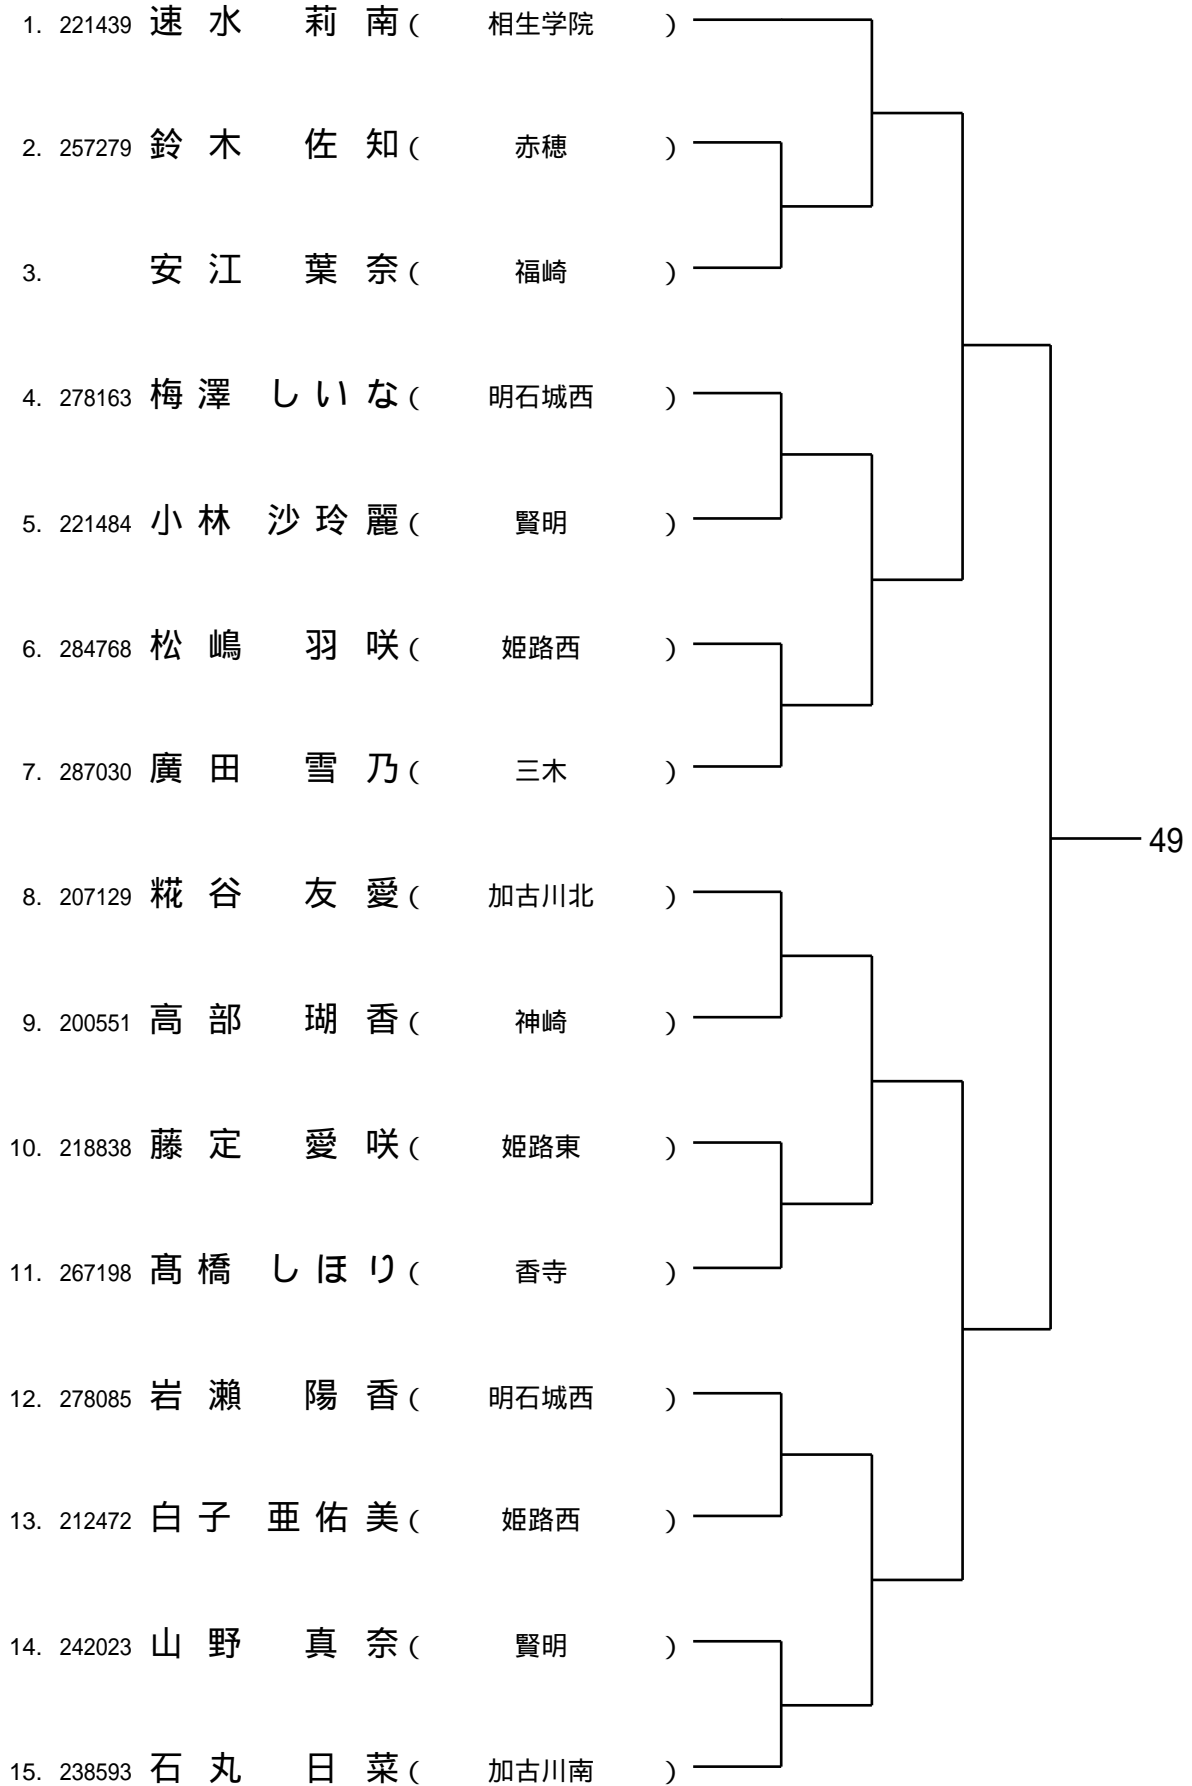 1. 221439 速水 莉南 ( 相生学院 )
2. 257279 鈴木 佐知 ( 赤穂 )
3. 安江 葉奈 ( 福崎 )
4. 278163 梅澤 しいな ( 明石城西 )
5. 221484 小林 沙玲麗 ( 賢明 )
6. 284768 松嶋 羽咲 ( 姫路西 )
7. 287030 廣田 雪乃 ( 三木 )
49
8. 207129 糀谷 友愛 ( 加古川北 )
9. 200551 高部 瑚香 ( 神崎 )
10. 218838 藤定 愛咲 ( 姫路東 )
11. 267198 髙橋 しほり ( 香寺 )
12. 278085 岩瀨 陽香 ( 明石城西 )
13. 212472 白子 亜佑美 ( 姫路西 )
14. 242023 山野 真奈 ( 賢明 )
15. 238593 石丸 日菜 ( 加古川南 )